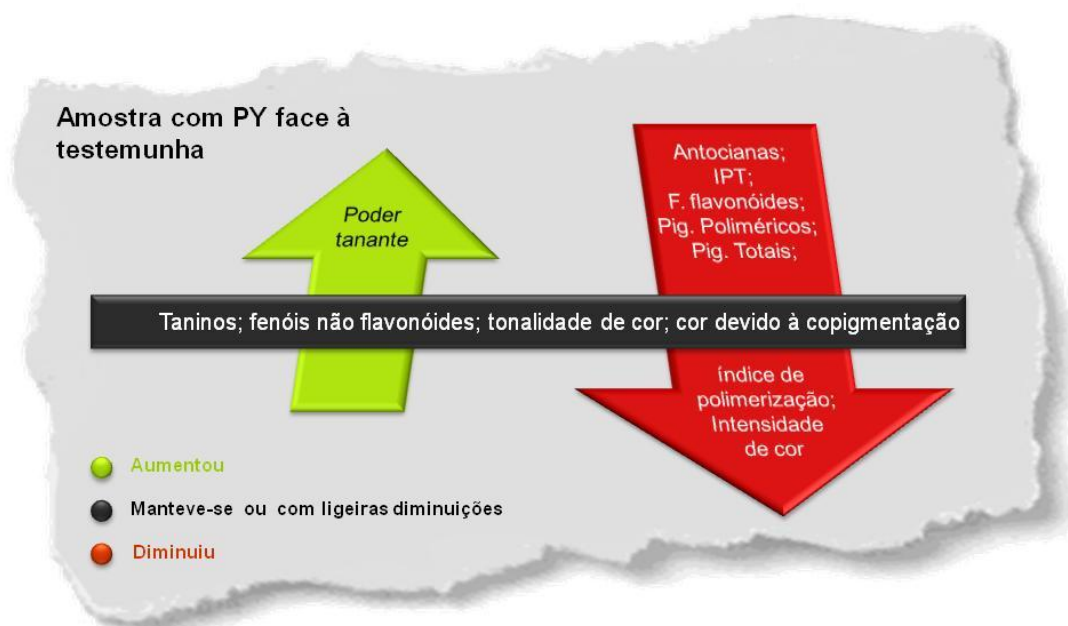 Amostra com PY face à
testemunha
Poder
tanante
Antocianas;
IPT;
F. flavonóides;
Pig. Poliméricos;
Pig. Totais;
Taninos; fenóis não flavonóides; tonalidade de cor; cor devido à copigmentação
índice de
polimerização;
Intensidade
de cor
Aumentou
Manteve-se ou com ligeiras diminuições
Diminuiu